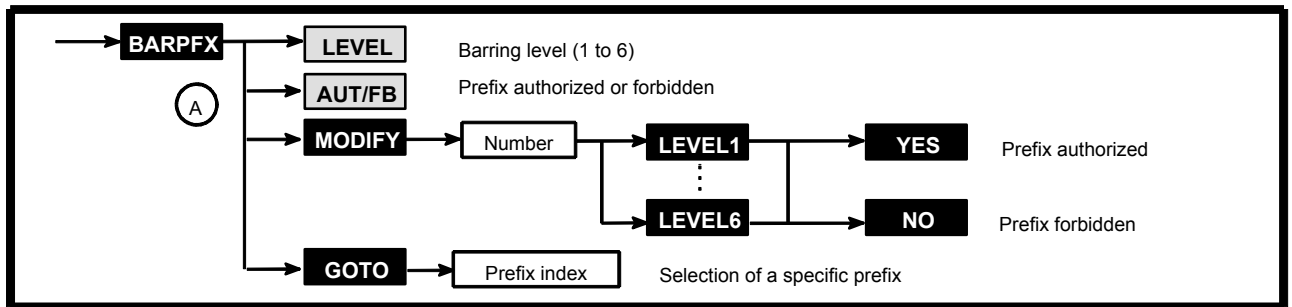 BARPFX LEVEL Barring level (1 to 6)
A AUT/FB Prefix authorized or forbidden
MODIFY Number LEVEL1 YES Prefix authorized
LEVEL6 NO Prefix forbidden
GOTO Prefix index Selection of a specific prefix